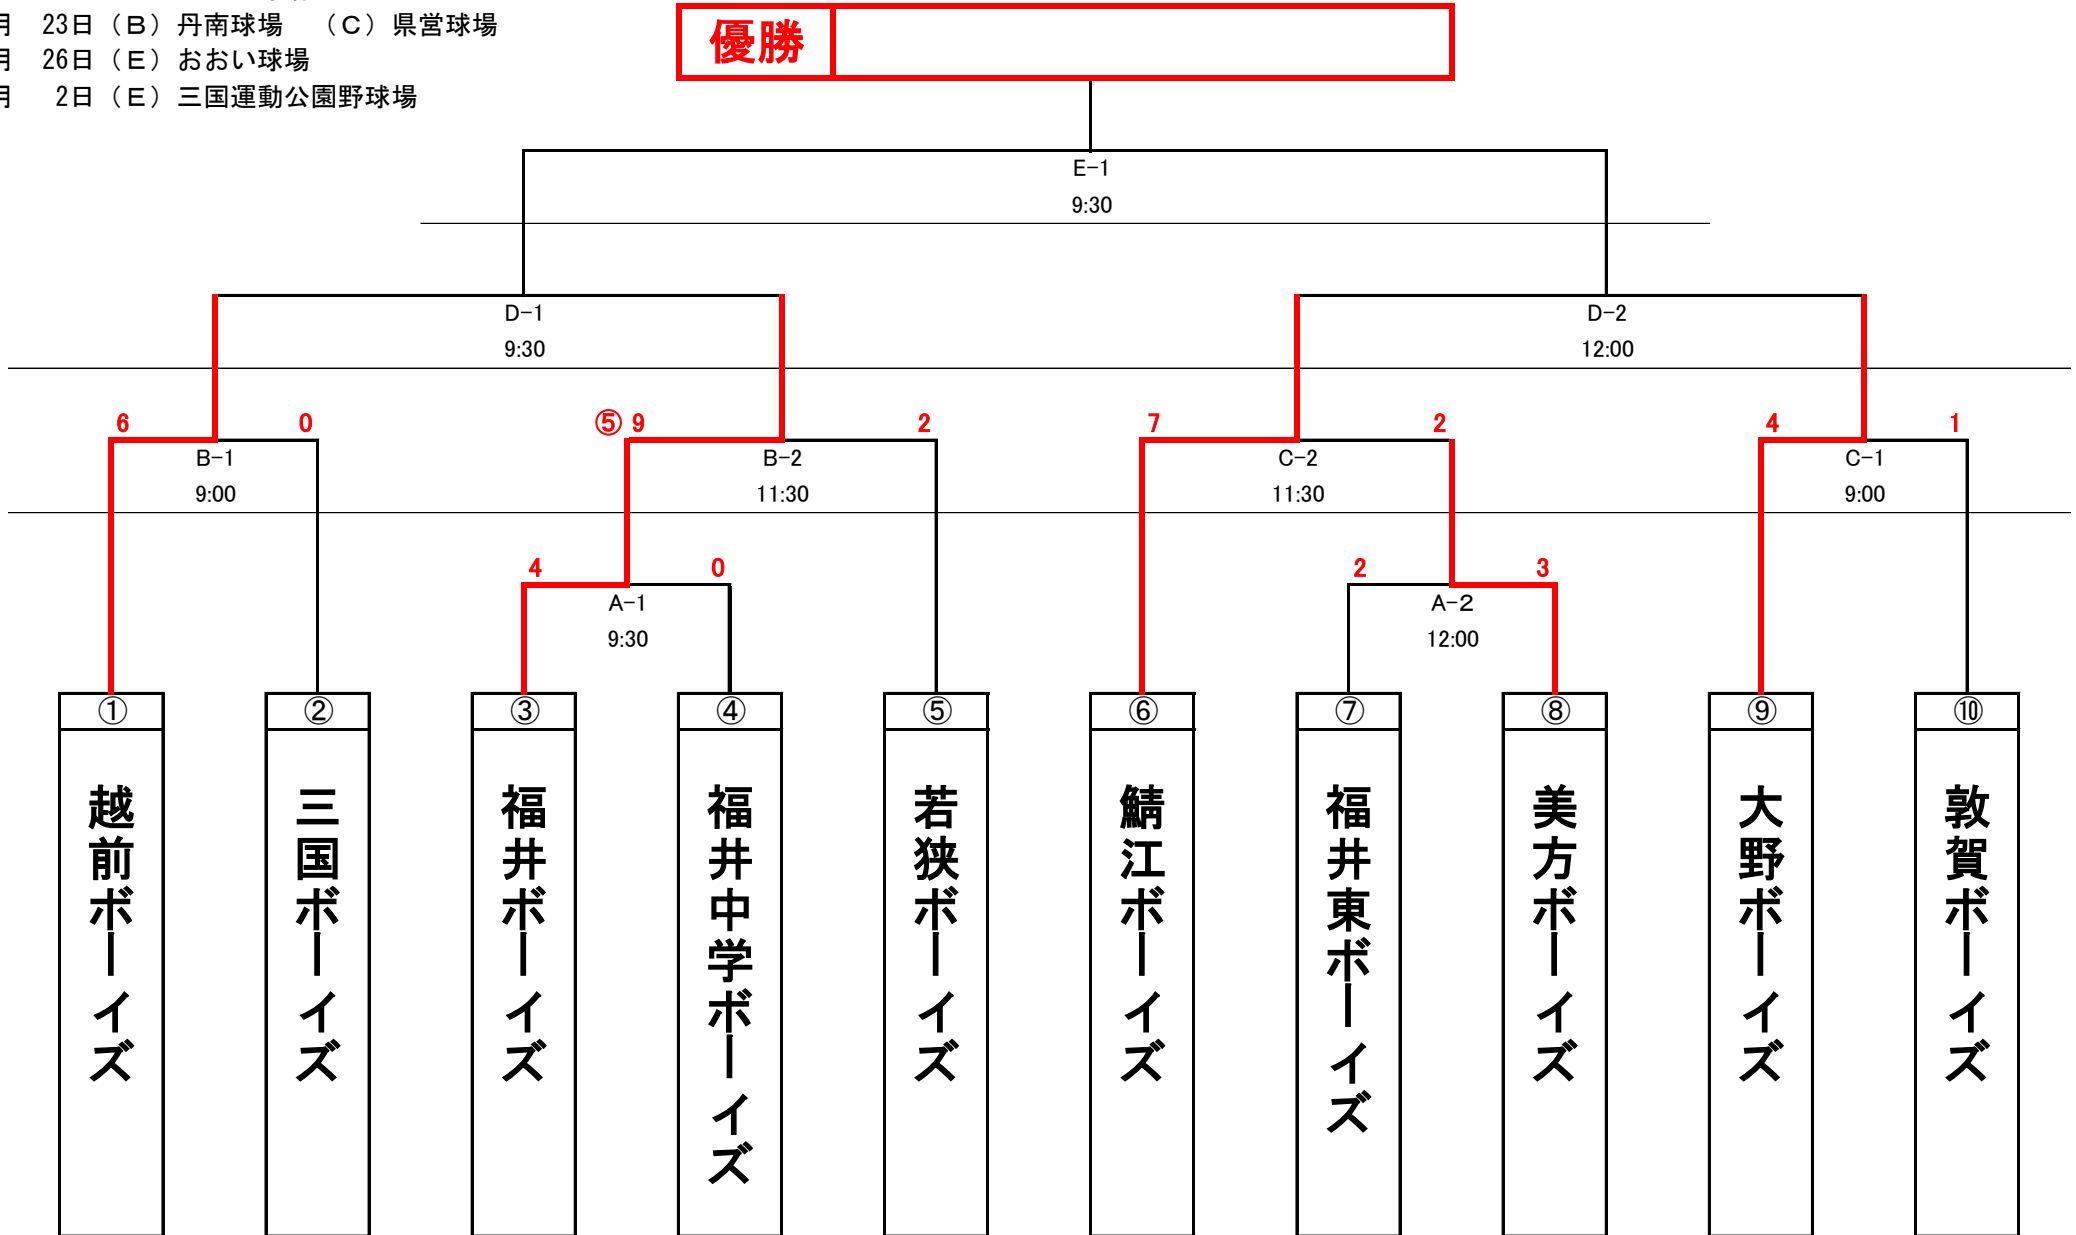 月 23日（Ｂ）丹南球場 （Ｃ）県営球場
月 26日（Ｅ）おおい球場
月 2日（Ｅ）三国運動公園野球場
優勝
E-1
9:30
D-1
9:30
D-2
12:00
6 0 ⑤ 9 2 7 2 4 1
B-1 B-2 C-2 C-1
9:00 11:30 11:30 9:00
4 0 2 3
A-1 A-2
9:30 12:00
① ② ③ ④ ⑤ ⑥ ⑦ ⑧ ⑨ ⑩
越前ボーイズ
三国ボーイズ
福井ボーイズ
福井中学ボーイズ
若狭ボーイズ
鯖江ボーイズ
福井東ボーイズ
美方ボーイズ
大野ボーイズ
敦賀ボーイズ